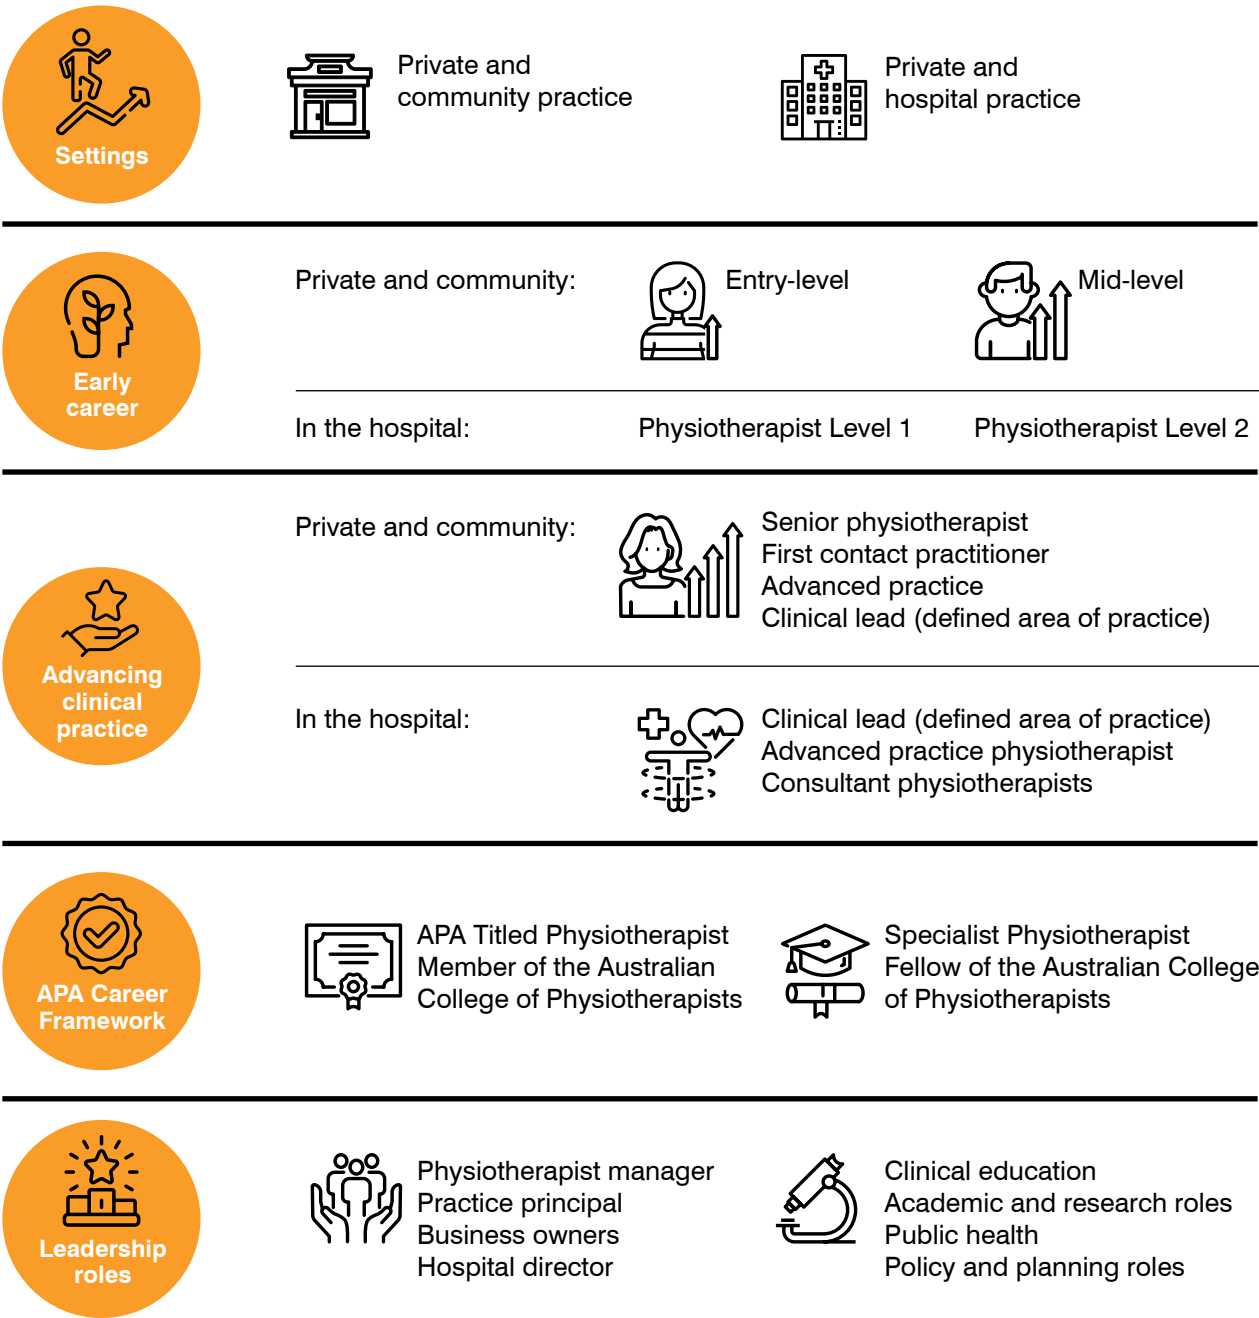 Settings
Private and
community practice
Private and
hospital practice
Early
career
Private and community:
Entry-level
Mid-level
In the hospital:
Physiotherapist Level 1
Physiotherapist Level 2
Advancing
clinical
practice
Private and community:
Senior physiotherapist
First contact practitioner
Advanced practice
Clinical lead (defined area of practice)
In the hospital:
Clinical lead (defined area of practice)
Advanced practice physiotherapist
Consultant physiotherapists
APA Career
Framework
APA Titled Physiotherapist
Member of the Australian
College of Physiotherapists
Specialist Physiotherapist
Fellow of the Australian College
of Physiotherapists
Leadership
roles
Physiotherapist manager
Practice principal
Business owners
Hospital director
Clinical education
Academic and research roles
Public health
Policy and planning roles